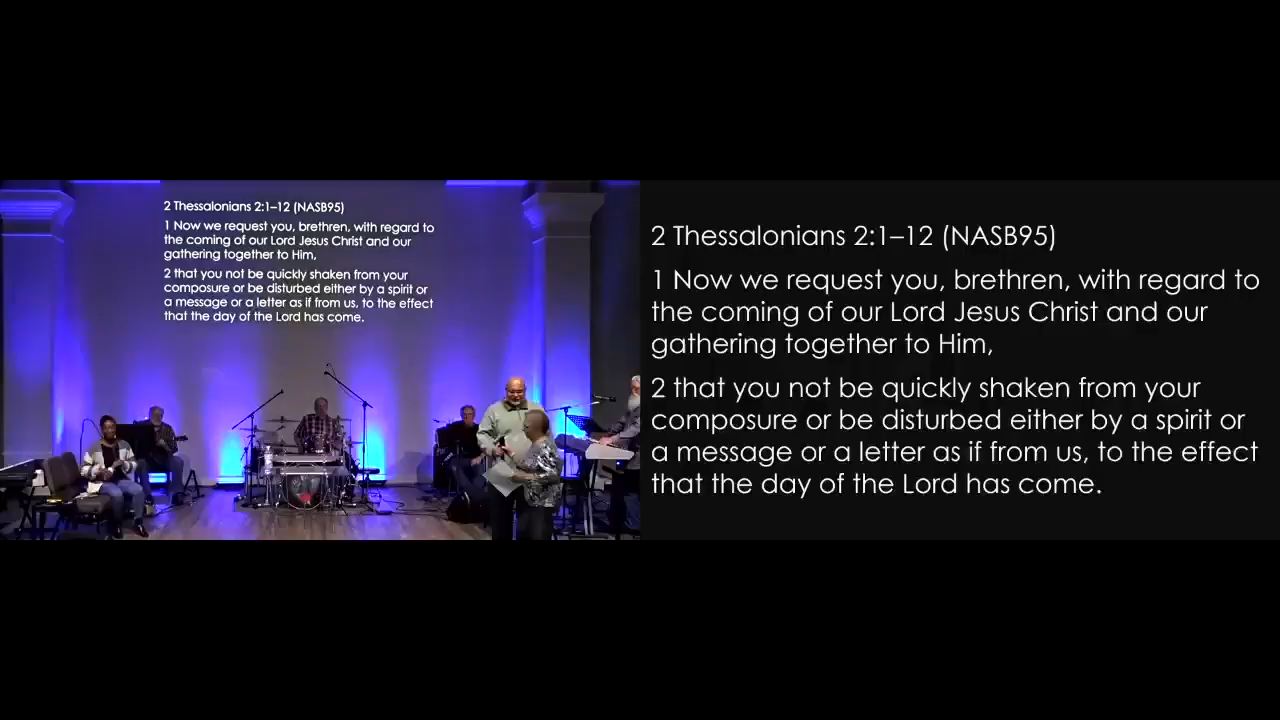 2 Thessalonians 2:1–12 (NASB95)
1 Now we request you, brethren, with regard to
the coming of our Lord Jesus Christ and our
gathering together to Him,
2 that you not be quickly shaken from your
composure or be disturbed either by a spirit or
a message or a letter as if from us, to the effect
that the day of the Lord has come.
2 Thessalonians 2:1–12 (NASB95)
1 Now we request you, brethren, with regard to
the coming of our Lord Jesus Christ and our
gathering together to Him,
2 that you not be quickly shaken from your
composure or be disturbed either by a spirit or
a message or a letter as if from us, to the effect
that the day of the Lord has come.